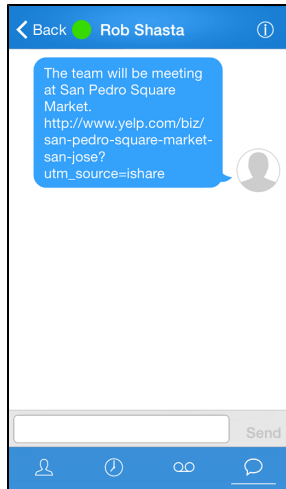 Back Rob Shasta
The team will be meeting
at San Pedro Square
Market.
http://www.yelp.com/biz/
san-pedro-square-market-
san-jose?
utm_source=ishare
Send